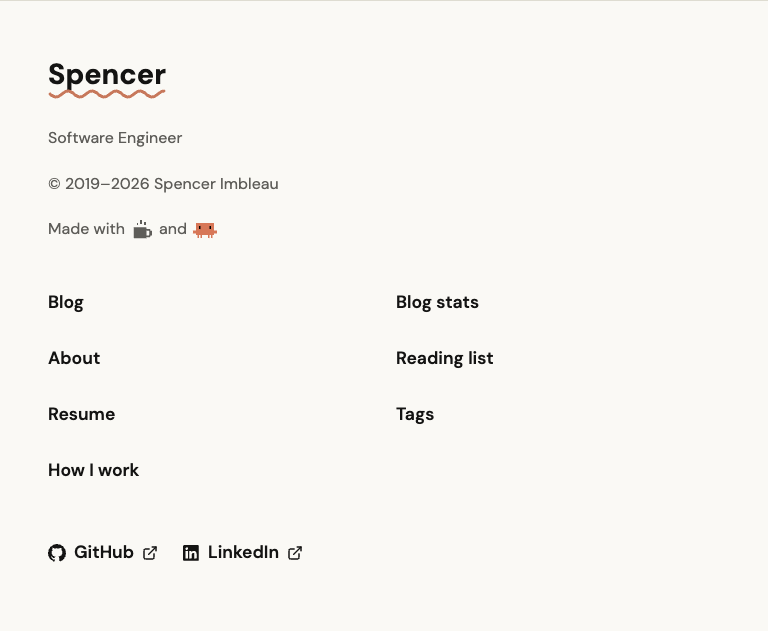 Spencer
Software Engineer
© 2019–2026 Spencer Imbleau
Made with and
Blog
About
Resume
How I work
Blog stats
Reading list
Tags
GitHub
LinkedIn